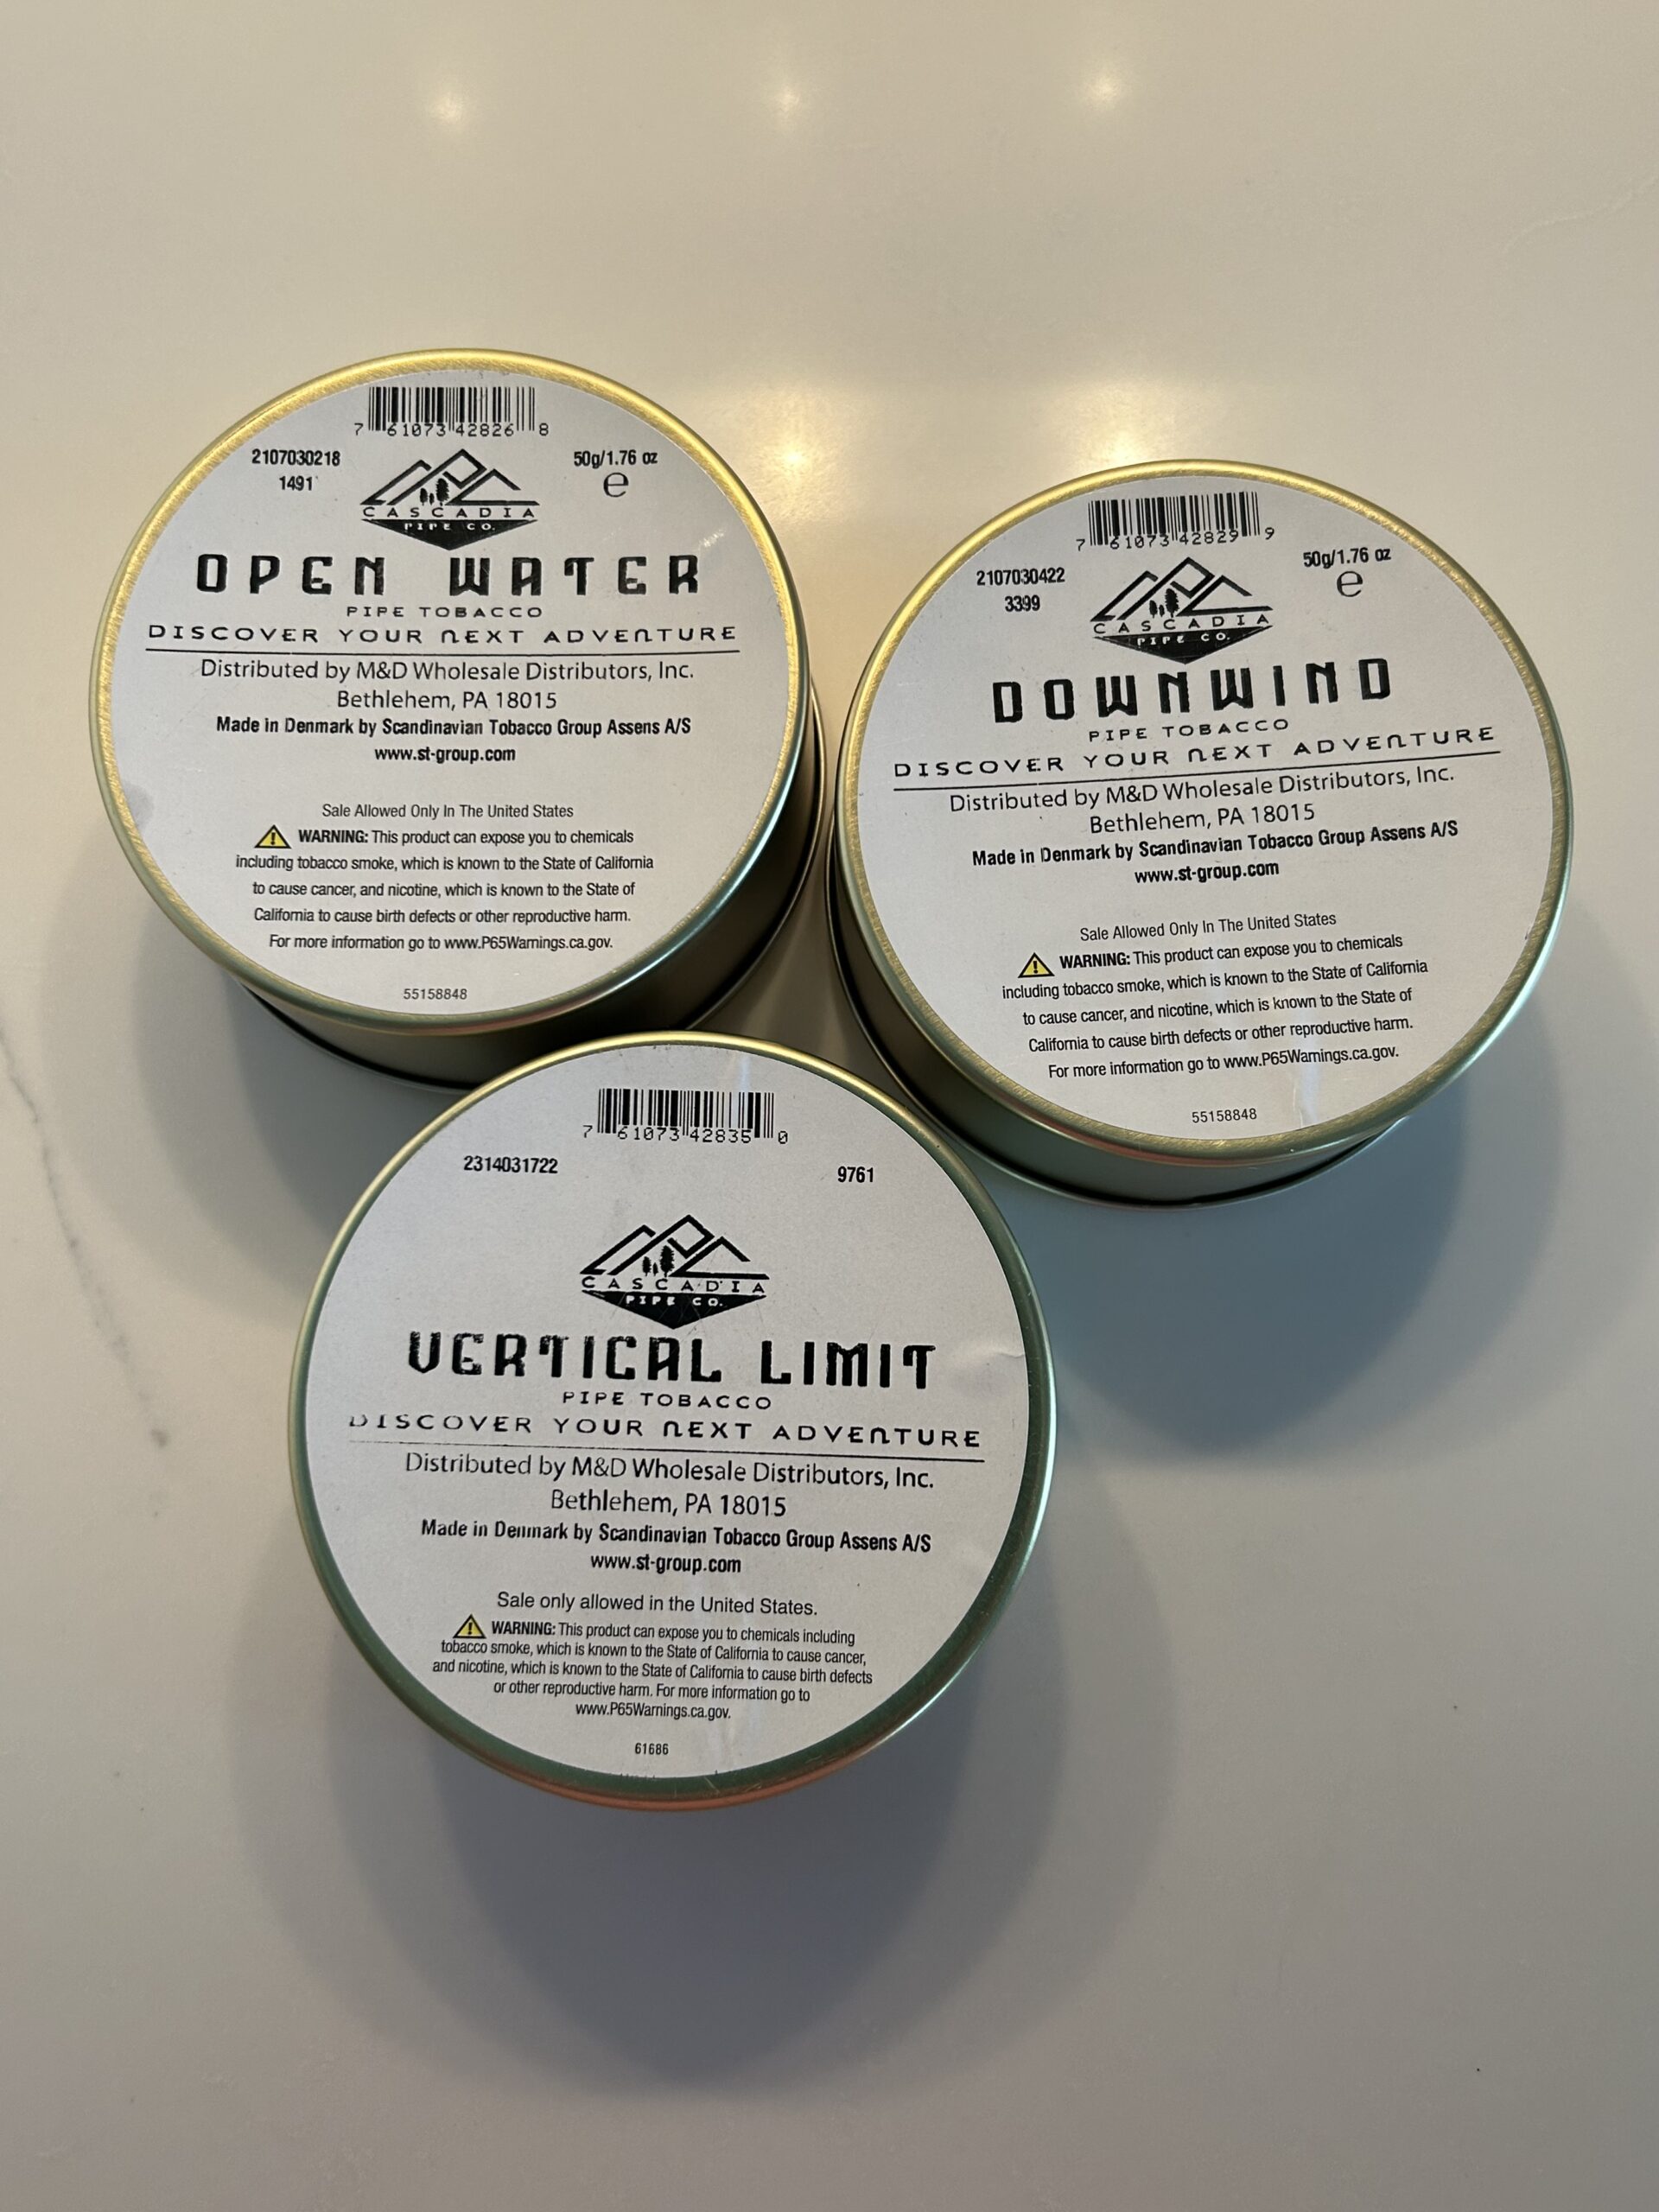 7 61073 42826 8
2107030218
1491
50g/1.76 oz
e
CASCADIA
PIPE CO.
OPEN WATER
PIPE TOBACCO
DISCOVER YOUR NEXT ADVENTURE
Distributed by M&D Wholesale Distributors, Inc.
Bethlehem, PA 18015
Made in Denmark by Scandinavian Tobacco Group Assens A/S
www.st-group.com
Sale Allowed Only In The United States
WARNING: This product can expose you to chemicals
including tobacco smoke, which is known to the State of California
to cause cancer, and nicotine, which is known to the State of
California to cause birth defects or other reproductive harm.
For more information go to www.P65Warnings.ca.gov.
55158848
7 61073 42829 9
2107030422
3399
50g/1.76 oz
e
CASCADIA
PIPE CO.
DOWNWIND
PIPE TOBACCO
DISCOVER YOUR NEXT ADVENTURE
Distributed by M&D Wholesale Distributors, Inc.
Bethlehem, PA 18015
Made in Denmark by Scandinavian Tobacco Group Assens A/S
www.st-group.com
Sale Allowed Only In The United States
WARNING: This product can expose you to chemicals
including tobacco smoke, which is known to the State of California
to cause cancer, and nicotine, which is known to the State of
California to cause birth defects or other reproductive harm.
For more information go to www.P65Warnings.ca.gov.
55158848
7 61073 42835 0
2314031722
9761
CASCADIA
PIPE CO.
VERTICAL LIMIT
PIPE TOBACCO
DISCOVER YOUR NEXT ADVENTURE
Distributed by M&D Wholesale Distributors, Inc.
Bethlehem, PA 18015
Made in Denmark by Scandinavian Tobacco Group Assens A/S
www.st-group.com
Sale only allowed in the United States.
WARNING: This product can expose you to chemicals including
tobacco smoke, which is known to the State of California to cause cancer,
and nicotine, which is known to the State of California to cause birth defects
or other reproductive harm. For more information go to
www.P65Warnings.ca.gov.
61686